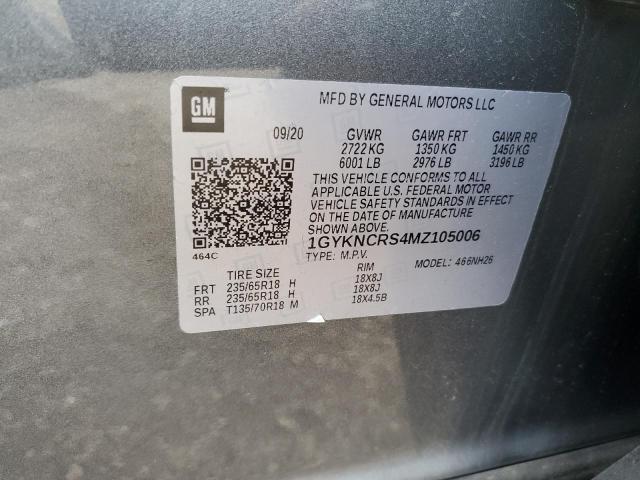 GM
MFD BY GENERAL MOTORS LLC
09/20 GVWR GAWR FRT GAWR RR
2722 KG 1350 KG 1450 KG
6001 LB 2976 LB 3196 LB
THIS VEHICLE CONFORMS TO ALL
APPLICABLE U.S. FEDERAL MOTOR
VEHICLE SAFETY STANDARDS IN EFFECT
ON THE DATE OF MANUFACTURE
SHOWN ABOVE.
1GYKNCRS4MZ105006
464C
TYPE: M.P.V. MODEL: 466NH26
TIRE SIZE RIM
FRT 235/65R18 H 18X8J
RR 235/65R18 H 18X8J
SPA T135/70R18 M 18X4.5B